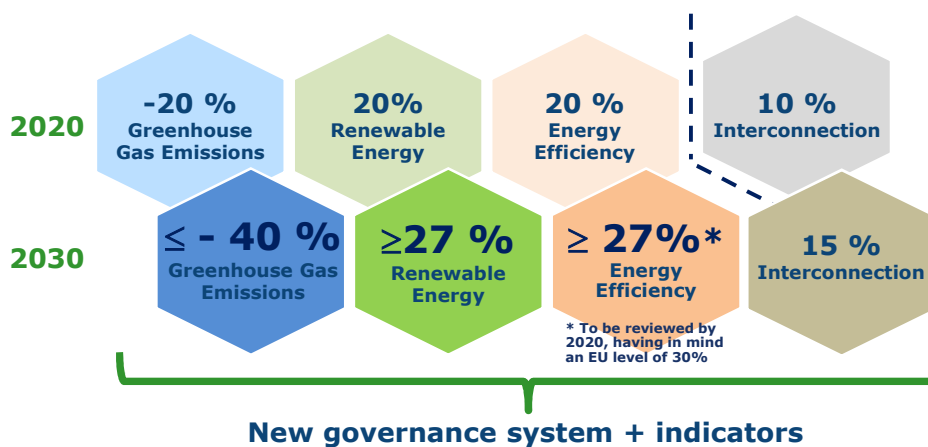 2020
-20 %
Greenhouse
Gas Emissions
20%
Renewable
Energy
20 %
Energy
Efficiency
10 %
Interconnection
2030
≤ - 40 %
Greenhouse Gas
Emissions
≥27 %
Renewable
Energy
≥ 27%*
Energy
Efficiency
* To be reviewed by
2020, having in mind
an EU level of 30%
15 %
Interconnection
New governance system + indicators